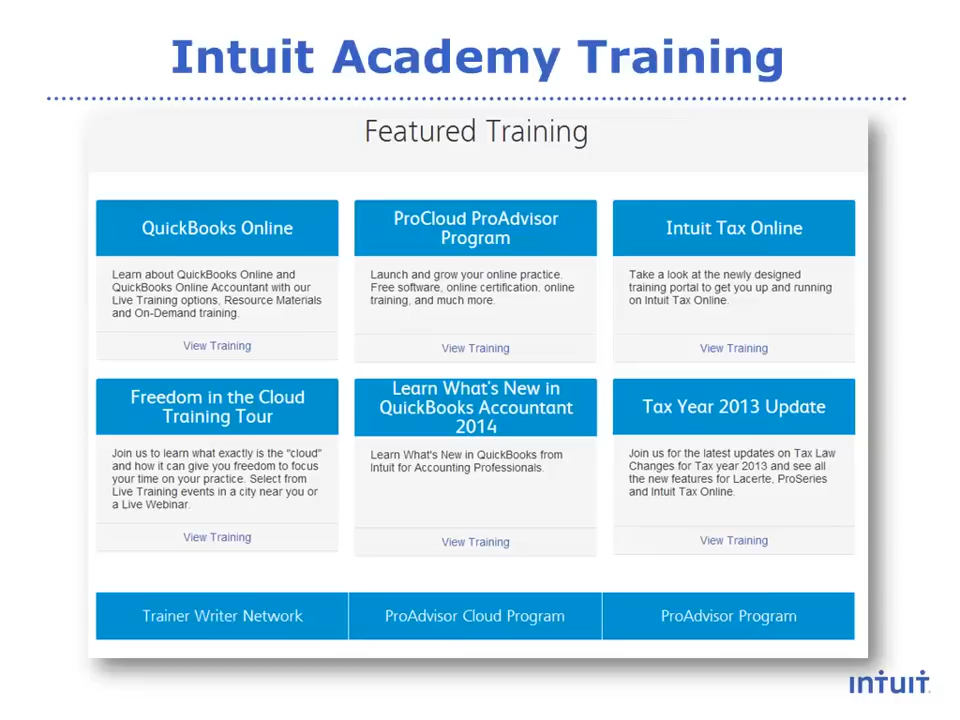 Intuit Academy Training
Featured Training
QuickBooks Online
Learn about QuickBooks Online and
QuickBooks Online Accountant with our
Live Training options, Resource Materials
and On-Demand training.
View Training
ProCloud ProAdvisor
Program
Launch and grow your online practice.
Free software, online certification, online
training, and much more.
View Training
Intuit Tax Online
Take a look at the newly designed
training portal to get you up and running
on Intuit Tax Online.
View Training
Freedom in the Cloud
Training Tour
Join us to learn what exactly is the "cloud"
and how it can give you freedom to focus
your time on your practice. Select from
Live Training events in a city near you or
a Live Webinar.
View Training
Learn What's New in
QuickBooks Accountant
2014
Learn What's New in QuickBooks from
Intuit for Accounting Professionals.
View Training
Tax Year 2013 Update
Join us for the latest updates on Tax Law
Changes for Tax year 2013 and see all
the new features for Lacerte, ProSeries
and Intuit Tax Online.
View Training
Trainer Writer Network
ProAdvisor Cloud Program
ProAdvisor Program
intuit